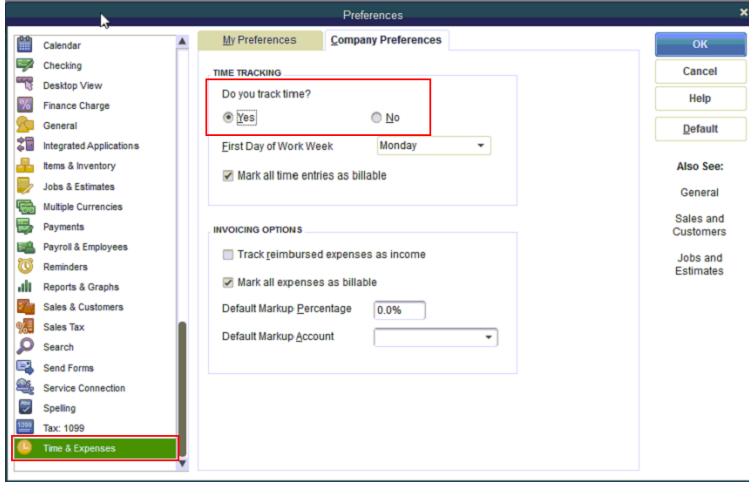 Preferences
Calendar
Checking
Desktop View
Finance Charge
General
Integrated Applications
Items & Inventory
Jobs & Estimates
Multiple Currencies
Payments
Payroll & Employees
Reminders
Reports & Graphs
Sales & Customers
Sales Tax
Search
Send Forms
Service Connection
Spelling
1099 Tax: 1099
Time & Expenses
My Preferences Company Preferences
TIME TRACKING
Do you track time?
Yes No
First Day of Work Week Monday
Mark all time entries as billable
INVOICING OPTIONS
Track reimbursed expenses as income
Mark all expenses as billable
Default Markup Percentage 0.0%
Default Markup Account
OK
Cancel
Help
Default
Also See:
General
Sales and
Customers
Jobs and
Estimates